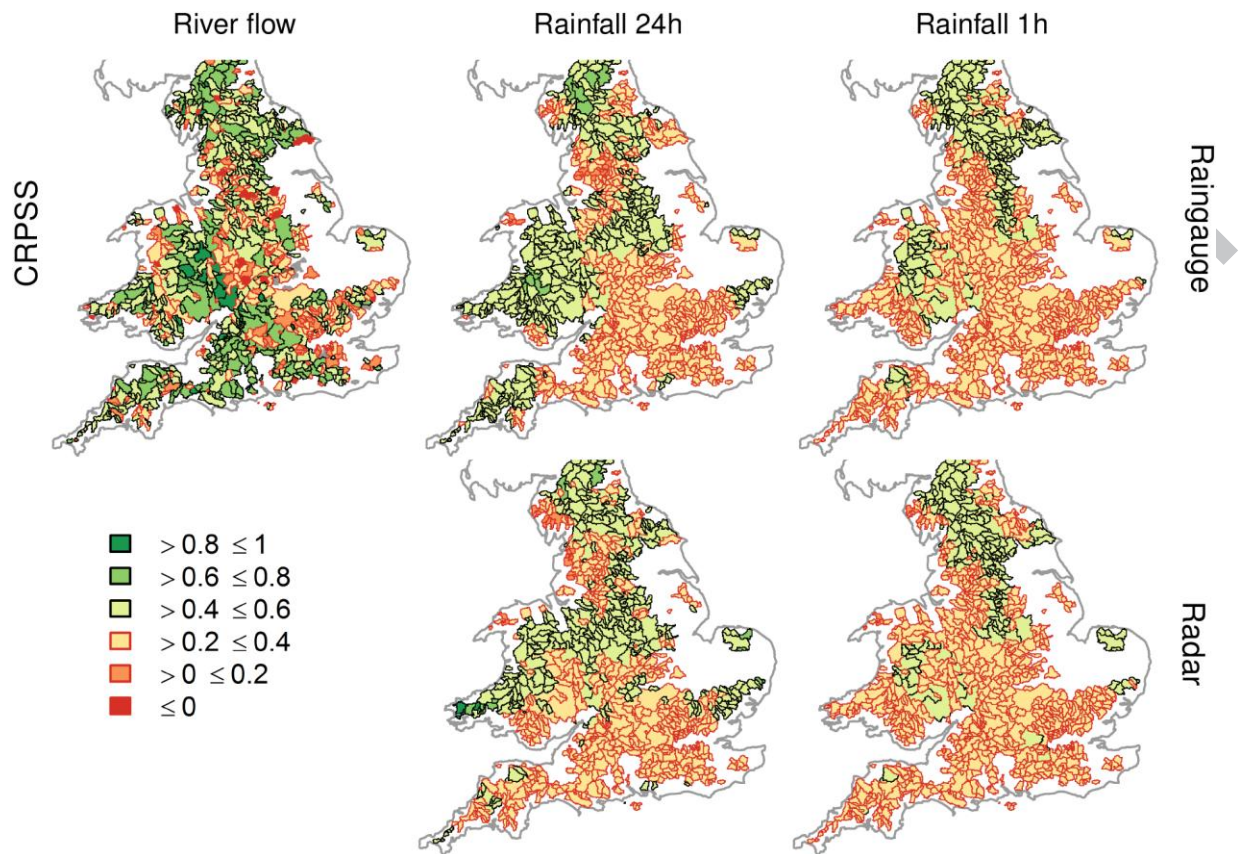 River flow
Rainfall 24h
Rainfall 1h
CRPSS
Raingauge
> 0.8 ≤ 1
> 0.6 ≤ 0.8
> 0.4 ≤ 0.6
> 0.2 ≤ 0.4
> 0 ≤ 0.2
≤ 0
Radar